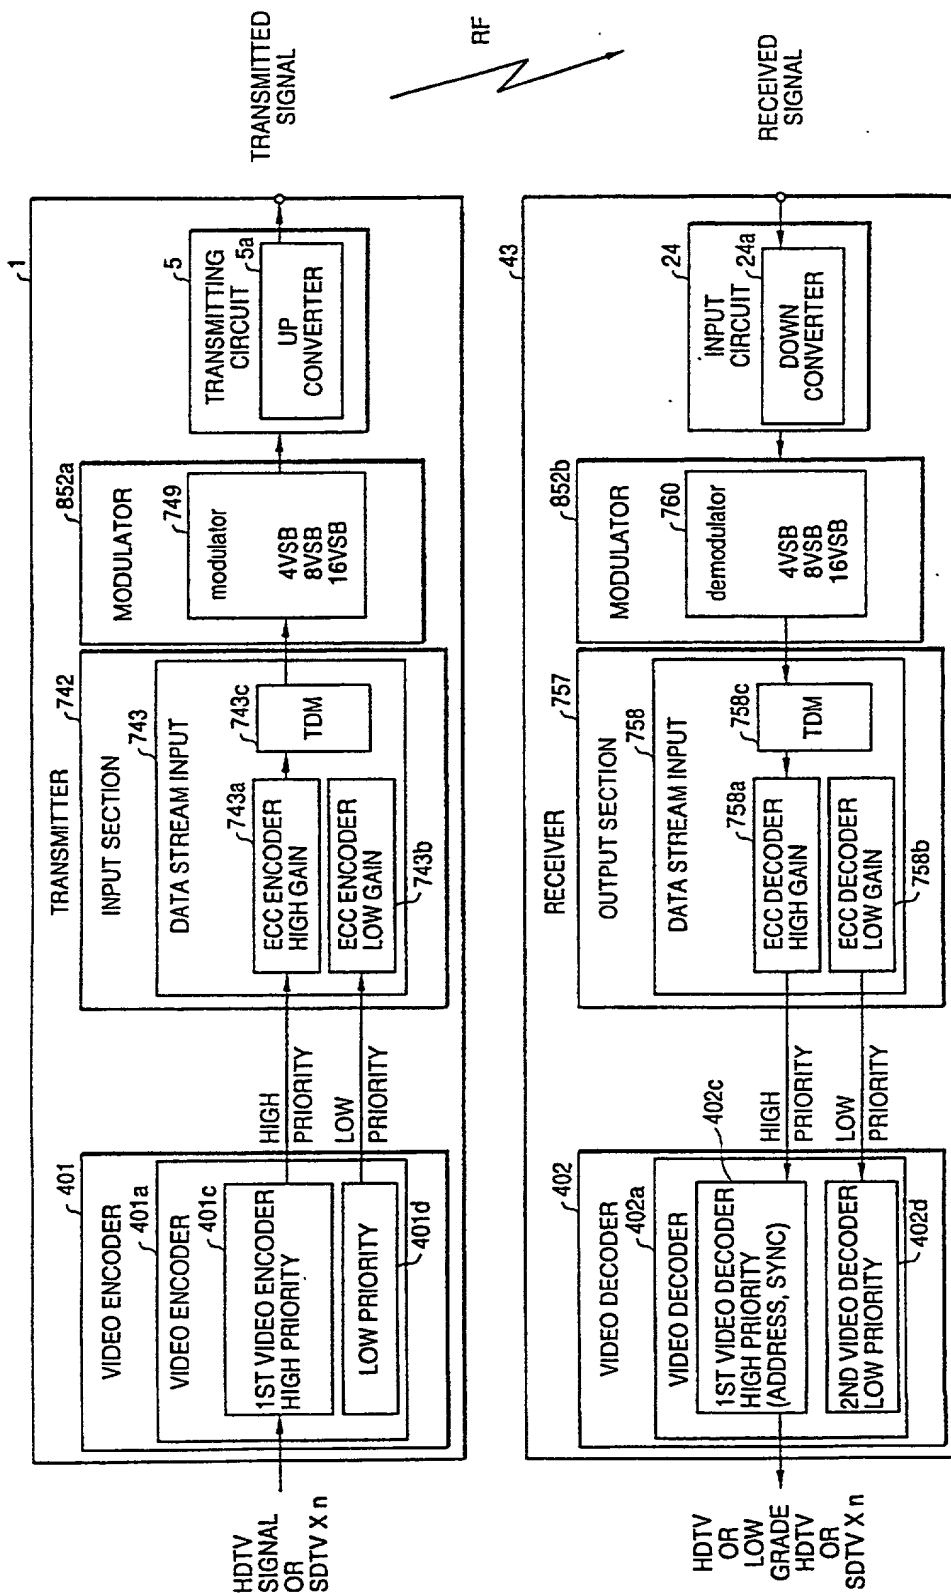 HDTV
SIGNAL
OR
SDTV X n
401
VIDEO ENCODER
401a
VIDEO ENCODER
401c
1ST VIDEO ENCODER
HIGH PRIORITY
LOW PRIORITY
401d
HIGH
PRIORITY
LOW
PRIORITY
TRANSMITTER
742
INPUT SECTION
743
DATA STREAM INPUT
743a
ECC ENCODER
HIGH GAIN
ECC ENCODER
LOW GAIN
743b
743c
TDM
852a
MODULATOR
749
modulator
4VSB
8VSB
16VSB
5
TRANSMITTING
CIRCUIT
5a
UP
CONVERTER
1
TRANSMITTED
SIGNAL
RF
HDTV
OR
LOW
GRADE
HDTV
OR
SDTV X n
402
VIDEO DECODER
402a
VIDEO DECODER
402c
1ST VIDEO DECODER
HIGH PRIORITY
(ADDRESS, SYNC)
2ND VIDEO DECODER
LOW PRIORITY
402d
HIGH
PRIORITY
LOW
PRIORITY
RECEIVER
757
OUTPUT SECTION
758
DATA STREAM INPUT
758a
ECC DECODER
HIGH GAIN
ECC DECODER
LOW GAIN
758b
758c
TDM
852b
MODULATOR
760
demodulator
4VSB
8VSB
16VSB
24
INPUT
CIRCUIT
24a
DOWN
CONVERTER
43
RECEIVED
SIGNAL